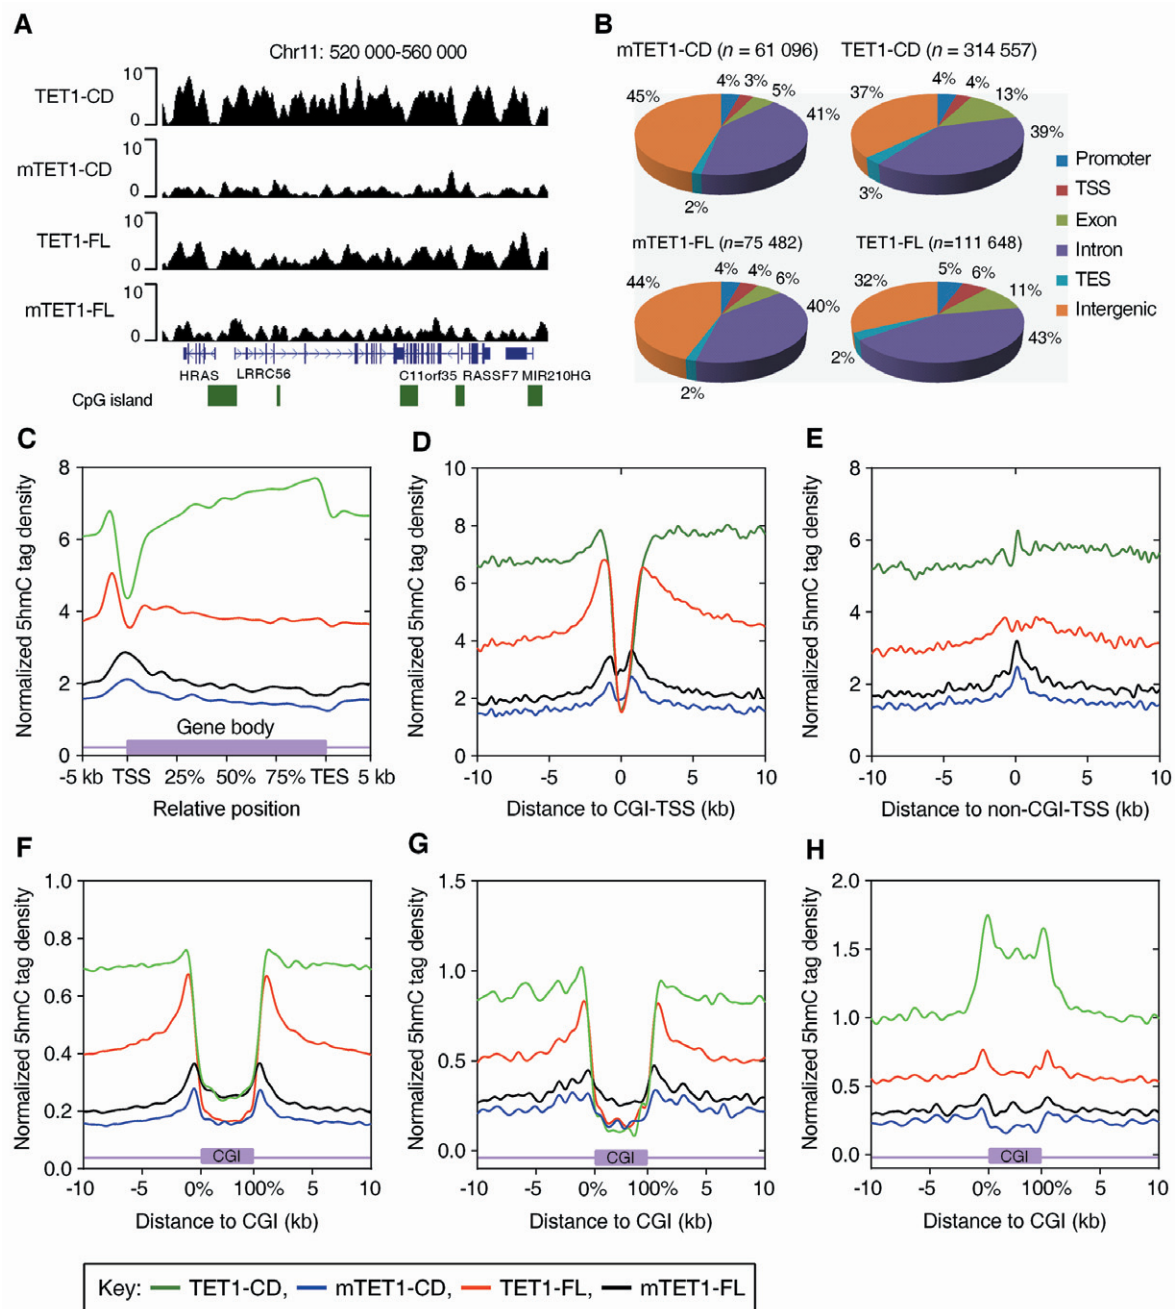 A
Chr11: 520 000-560 000
10
TET1-CD
0
10
mTET1-CD
0
10
TET1-FL
0
10
mTET1-FL
0
HRAS LRRC56 C11orf35 RASSF7 MIR210HG
CpG island
B
mTET1-CD (n = 61 096)
4% 3% 5% 41% 2% 45%
TET1-CD (n = 314 557)
4% 4% 13% 39% 3% 37%
mTET1-FL (n=75 482)
4% 4% 6% 40% 2% 44%
TET1-FL (n=111 648)
5% 6% 11% 43% 2% 32%
Promoter
TSS
Exon
Intron
TES
Intergenic
C
Normalized 5hmC tag density
8
6
4
2
0
Gene body
-5 kb TSS 25% 50% 75% TES 5 kb
Relative position
D
Normalized 5hmC tag density
10
8
6
4
2
0
-10 -5 0 5 10
Distance to CGI-TSS (kb)
E
Normalized 5hmC tag density
8
6
4
2
0
-10 -5 0 5 10
Distance to non-CGI-TSS (kb)
F
Normalized 5hmC tag density
1.0
0.8
0.6
0.4
0.2
0.0
CGI
-10 -5 0% 100% 5 10
Distance to CGI (kb)
G
Normalized 5hmC tag density
1.5
1.0
0.5
0.0
CGI
-10 -5 0% 100% 5 10
Distance to CGI (kb)
H
Normalized 5hmC tag density
2.0
1.5
1.0
0.5
0.0
CGI
-10 -5 0% 100% 5 10
Distance to CGI (kb)
Key: TET1-CD, mTET1-CD, TET1-FL, mTET1-FL